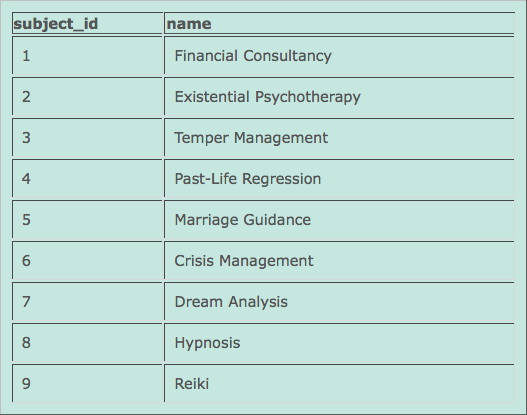 subject_id name
1 Financial Consultancy
2 Existential Psychotherapy
3 Temper Management
4 Past-Life Regression
5 Marriage Guidance
6 Crisis Management
7 Dream Analysis
8 Hypnosis
9 Reiki